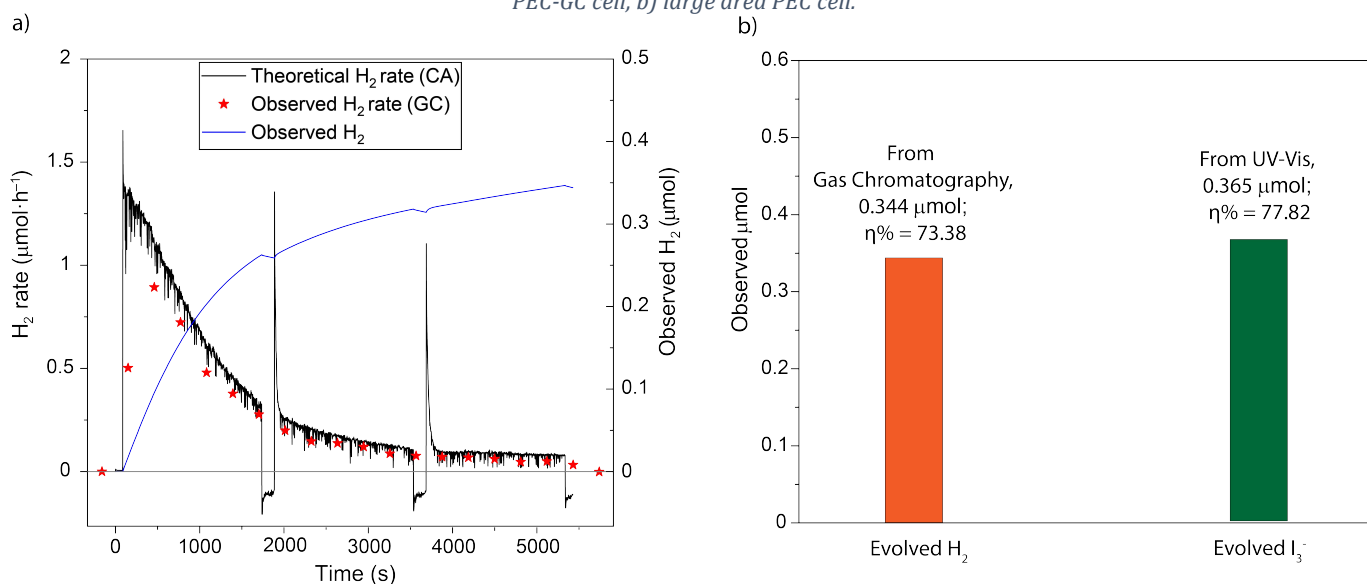 PEC-GC cell, b) large area PEC cell.
a)
2
1.5
1
0.5
0
H2 rate (μmol·h⁻¹)
Theoretical H2 rate (CA)
Observed H2 rate (GC)
Observed H2
0.5
0.4
0.3
0.2
0.1
0
Observed H2 (μmol)
0 1000 2000 3000 4000 5000
Time (s)
b)
0.6
0.5
0.4
0.3
0.2
0.1
0
Observed μmol
From
Gas Chromatography,
0.344 μmol;
η% = 73.38
From UV-Vis,
0.365 μmol;
η% = 77.82
Evolved H2
Evolved I3⁻